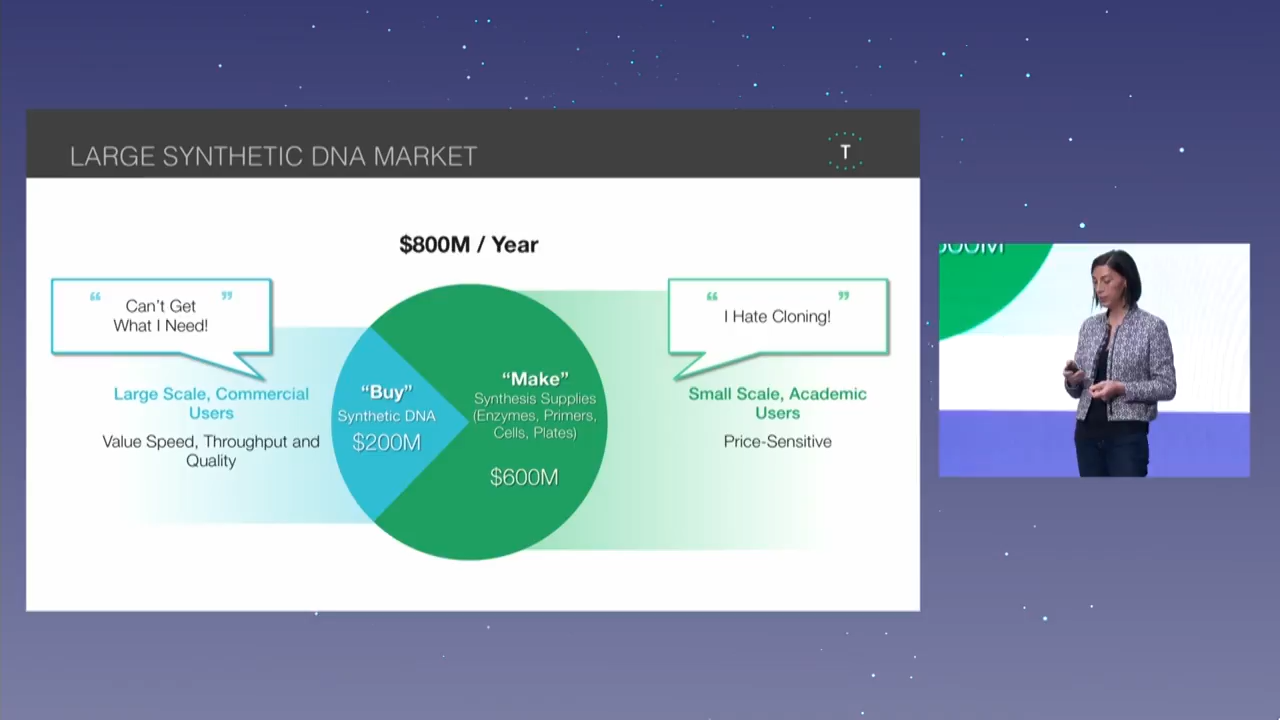 LARGE SYNTHETIC DNA MARKET
T
$800M / Year
“ Can't Get ”
What I Need!
“ I Hate Cloning! ”
Large Scale, Commercial
Users
Value Speed, Throughput and
Quality
“Buy”
Synthetic DNA
$200M
“Make”
Synthesis Supplies
(Enzymes, Primers,
Cells, Plates)
$600M
Small Scale, Academic
Users
Price-Sensitive